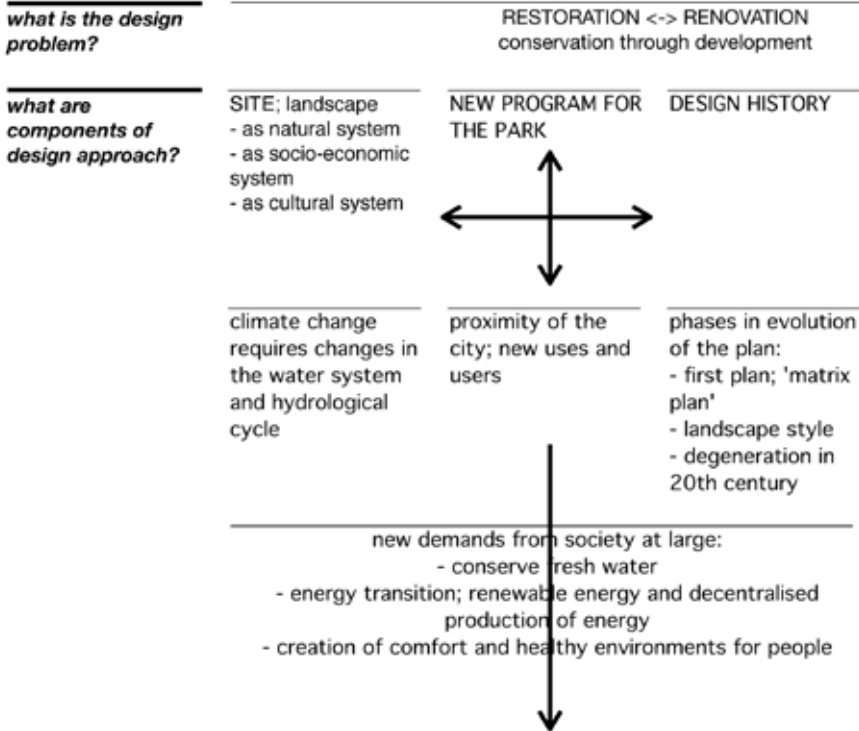 what is the design
problem?
RESTORATION <-> RENOVATION
conservation through development
what are
components of
design approach?
SITE; landscape
- as natural system
- as socio-economic
system
- as cultural system
NEW PROGRAM FOR
THE PARK
DESIGN HISTORY
climate change
requires changes in
the water system
and hydrological
cycle
proximity of the
city; new uses and
users
phases in evolution
of the plan:
- first plan; 'matrix
plan'
- landscape style
- degeneration in
20th century
new demands from society at large:
- conserve fresh water
- energy transition; renewable energy and decentralised
production of energy
- creation of comfort and healthy environments for people